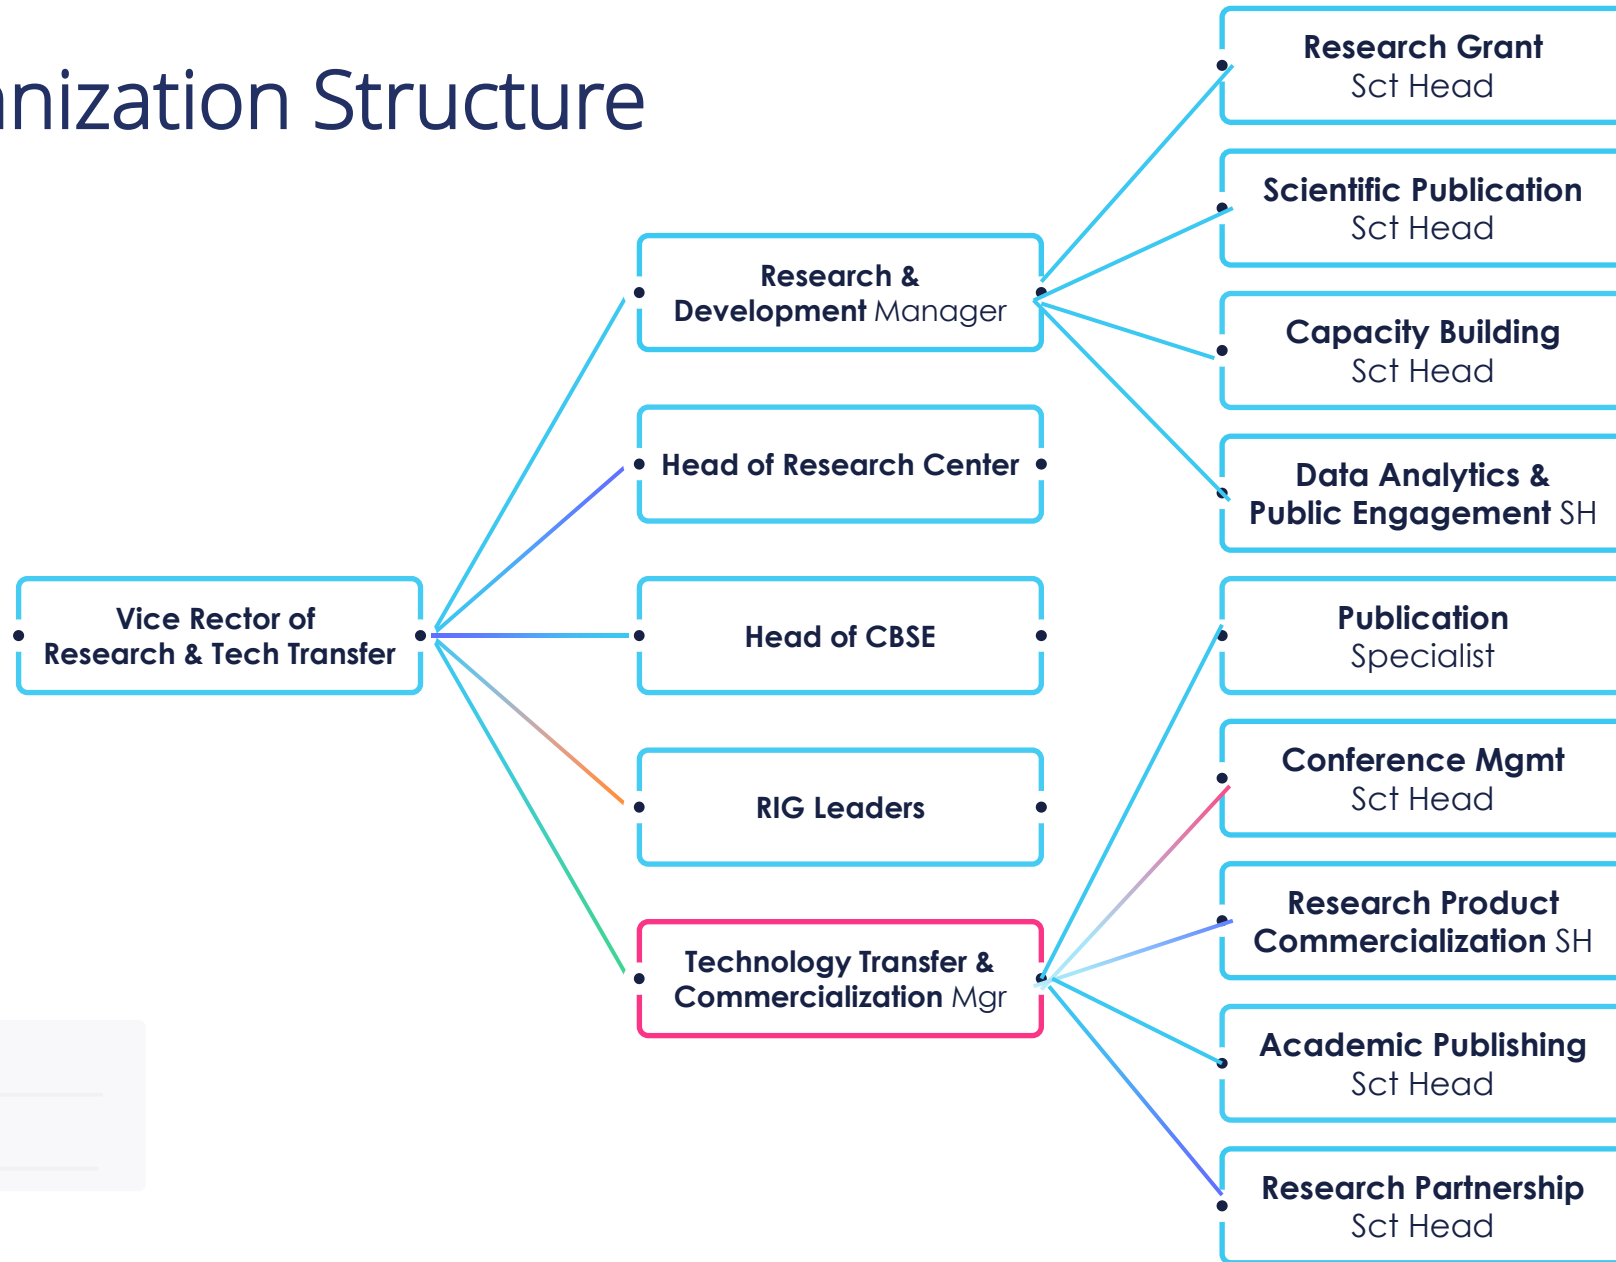 nization Structure
Vice Rector of
Research & Tech Transfer
Research &
Development Manager
Head of Research Center
Head of CBSE
RIG Leaders
Technology Transfer &
Commercialization Mgr
Research Grant
Sct Head
Scientific Publication
Sct Head
Capacity Building
Sct Head
Data Analytics &
Public Engagement SH
Publication
Specialist
Conference Mgmt
Sct Head
Research Product
Commercialization SH
Academic Publishing
Sct Head
Research Partnership
Sct Head